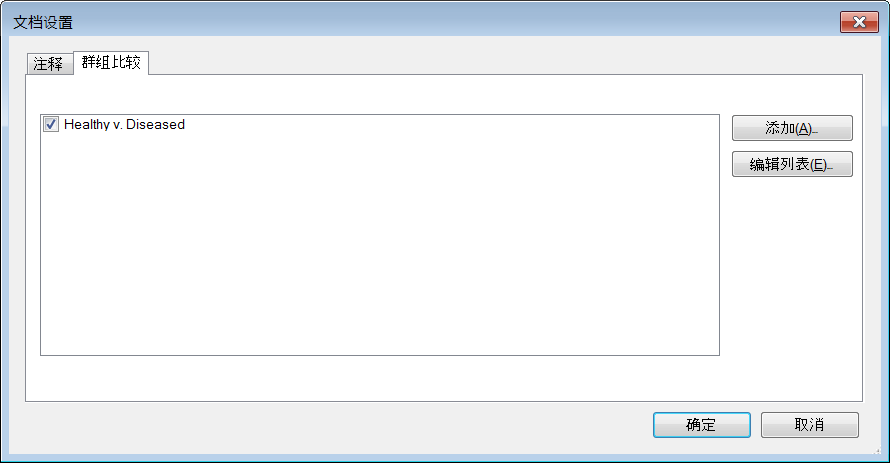 文档设置
注释
群组比较
Healthy v. Diseased
添加(A)...
编辑列表(E)...
确定
取消